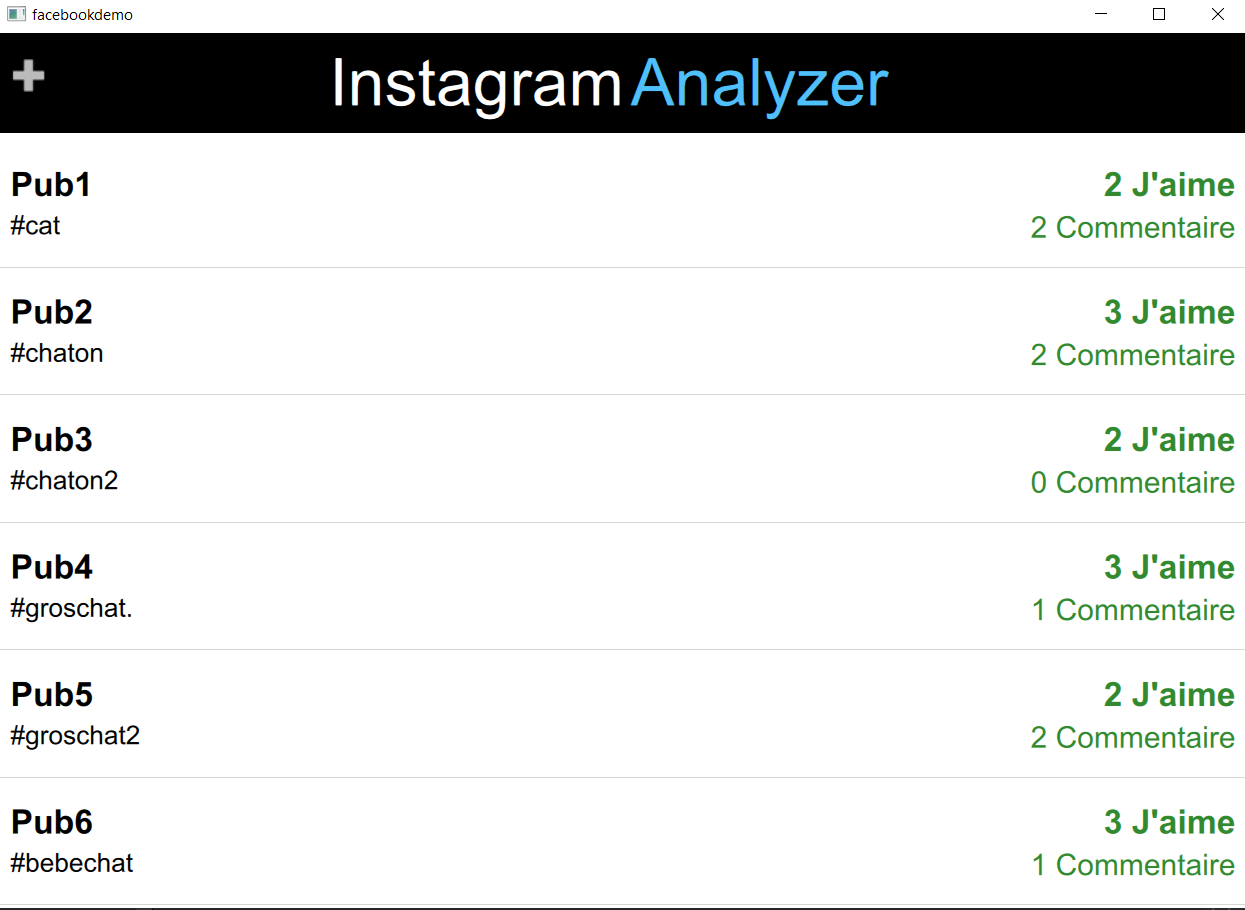 facebookdemo
Instagram Analyzer
Pub1
2 J'aime
#cat
2 Commentaire
Pub2
3 J'aime
#chaton
2 Commentaire
Pub3
2 J'aime
#chaton2
0 Commentaire
Pub4
3 J'aime
#groschat.
1 Commentaire
Pub5
2 J'aime
#groschat2
2 Commentaire
Pub6
3 J'aime
#bebechat
1 Commentaire